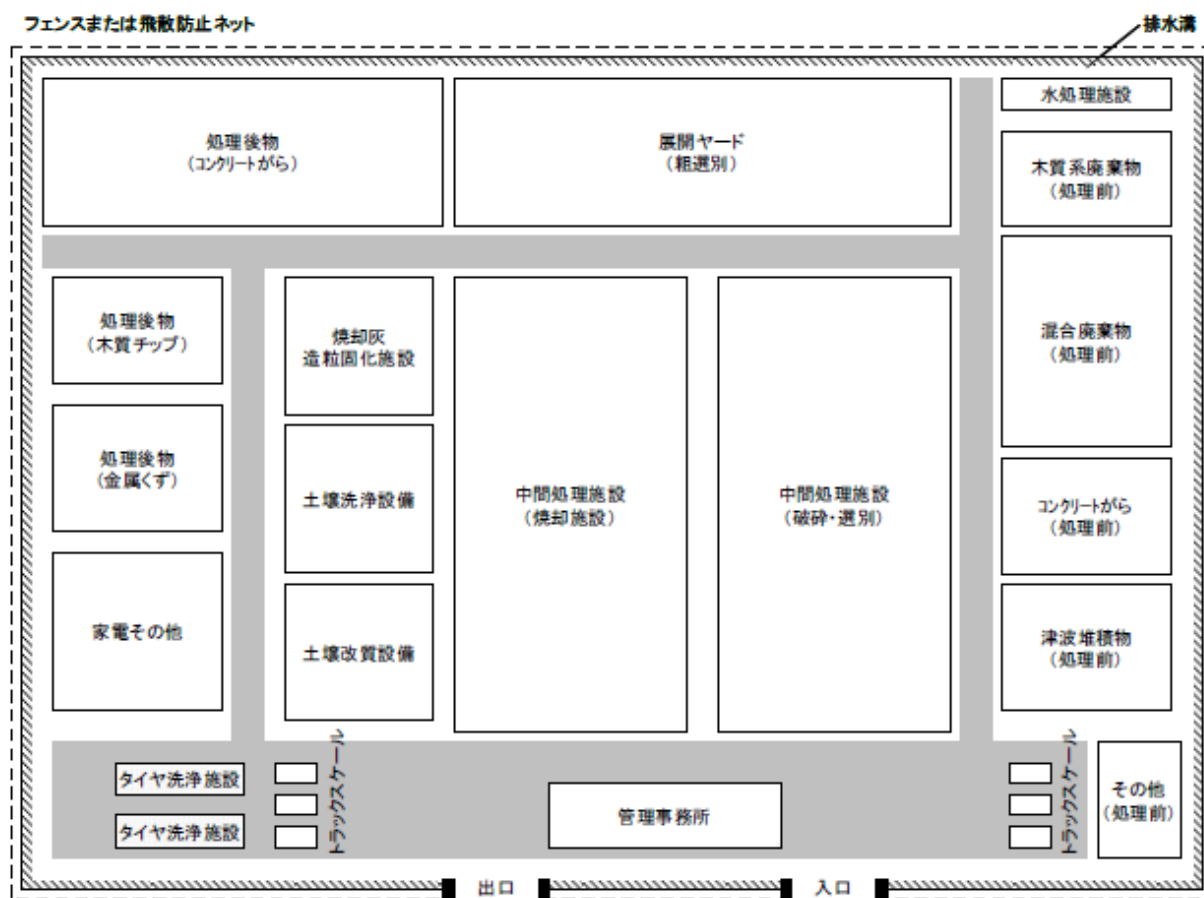 フェンスまたは飛散防止ネット
排水溝
処理後物
(コンクリートがら)
展開ヤード
(粗選別)
水処理施設
木質系廃棄物
(処理前)
混合廃棄物
(処理前)
コンクリートがら
(処理前)
津波堆積物
(処理前)
処理後物
(木質チップ)
処理後物
(金属くず)
家電その他
焼却灰
造粒固化施設
土壌洗浄設備
土壌改質設備
中間処理施設
(焼却施設)
中間処理施設
(破砕・選別)
タイヤ洗浄施設
タイヤ洗浄施設
トラックスケール
管理事務所
トラックスケール
その他
(処理前)
出口
入口